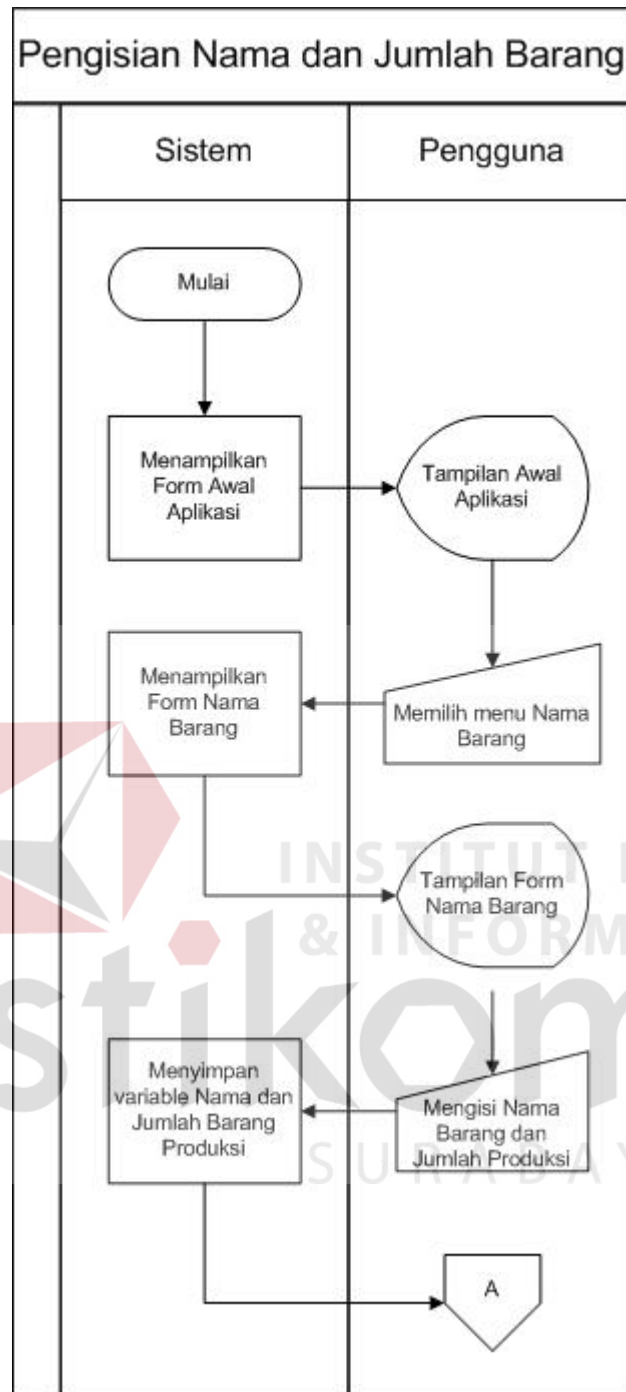 Pengisian Nama dan Jumlah Barang
Sistem
Pengguna
Mulai
Menampilkan
Form Awal
Aplikasi
Tampilan Awal
Aplikasi
Memilih menu Nama
Barang
Menampilkan
Form Nama
Barang
INSTITUT
& INFORM
stikom
SURABAY
Tampilan Form
Nama Barang
Mengisi Nama
Barang dan
Jumlah Produksi
Menyimpan
variable Nama dan
Jumlah Barang
Produksi
A